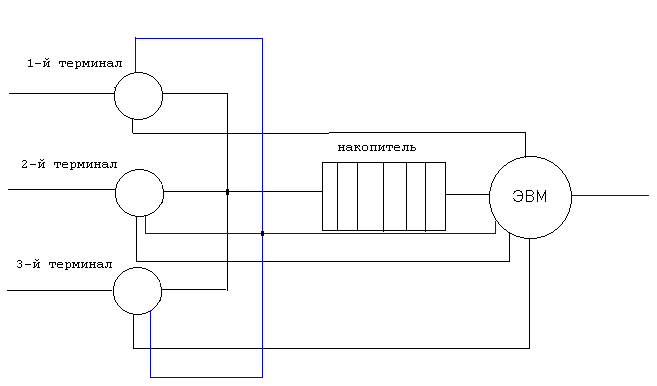 1-й терминал
накопитель
2-й терминал
ЭВМ
3-й терминал